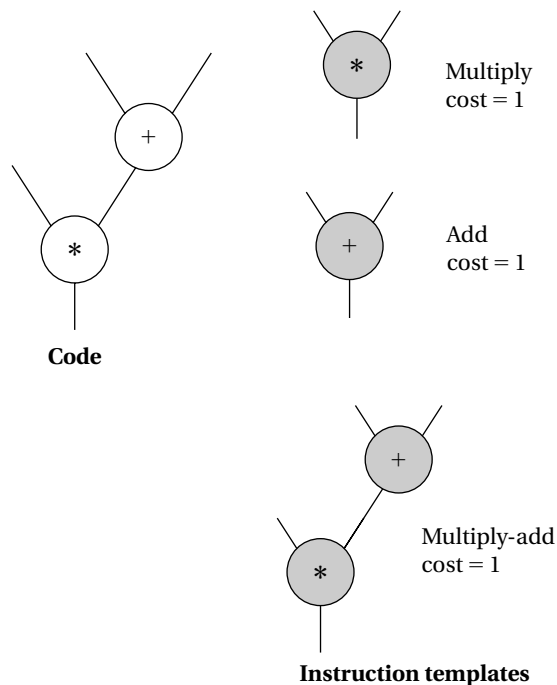 *
Multiply
cost = 1
+
*
Code
+
Add
cost = 1
+
*
Multiply-add
cost = 1
Instruction templates